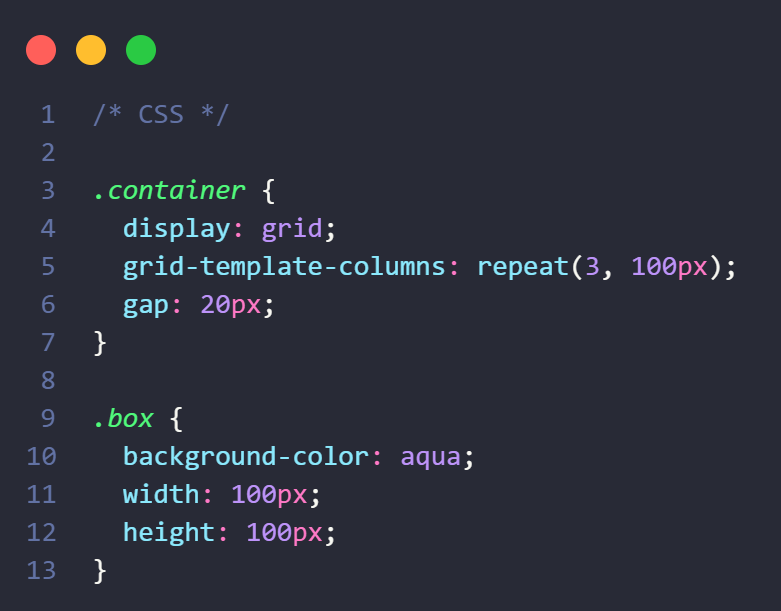 1 /* CSS */
2
3 .container {
4 display: grid;
5 grid-template-columns: repeat(3, 100px);
6 gap: 20px;
7 }
8
9 .box {
10 background-color: aqua;
11 width: 100px;
12 height: 100px;
13 }